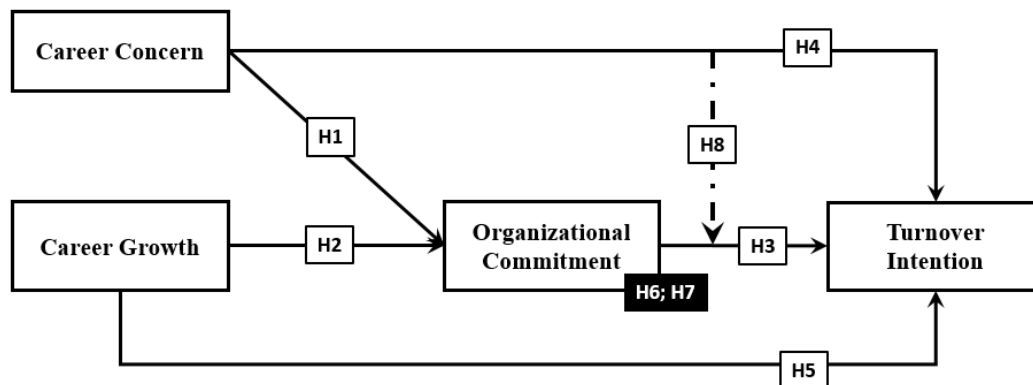 Career Concern
H4
H1
H8
Career Growth
H2
Organizational
Commitment
H3
Turnover
Intention
H6; H7
H5